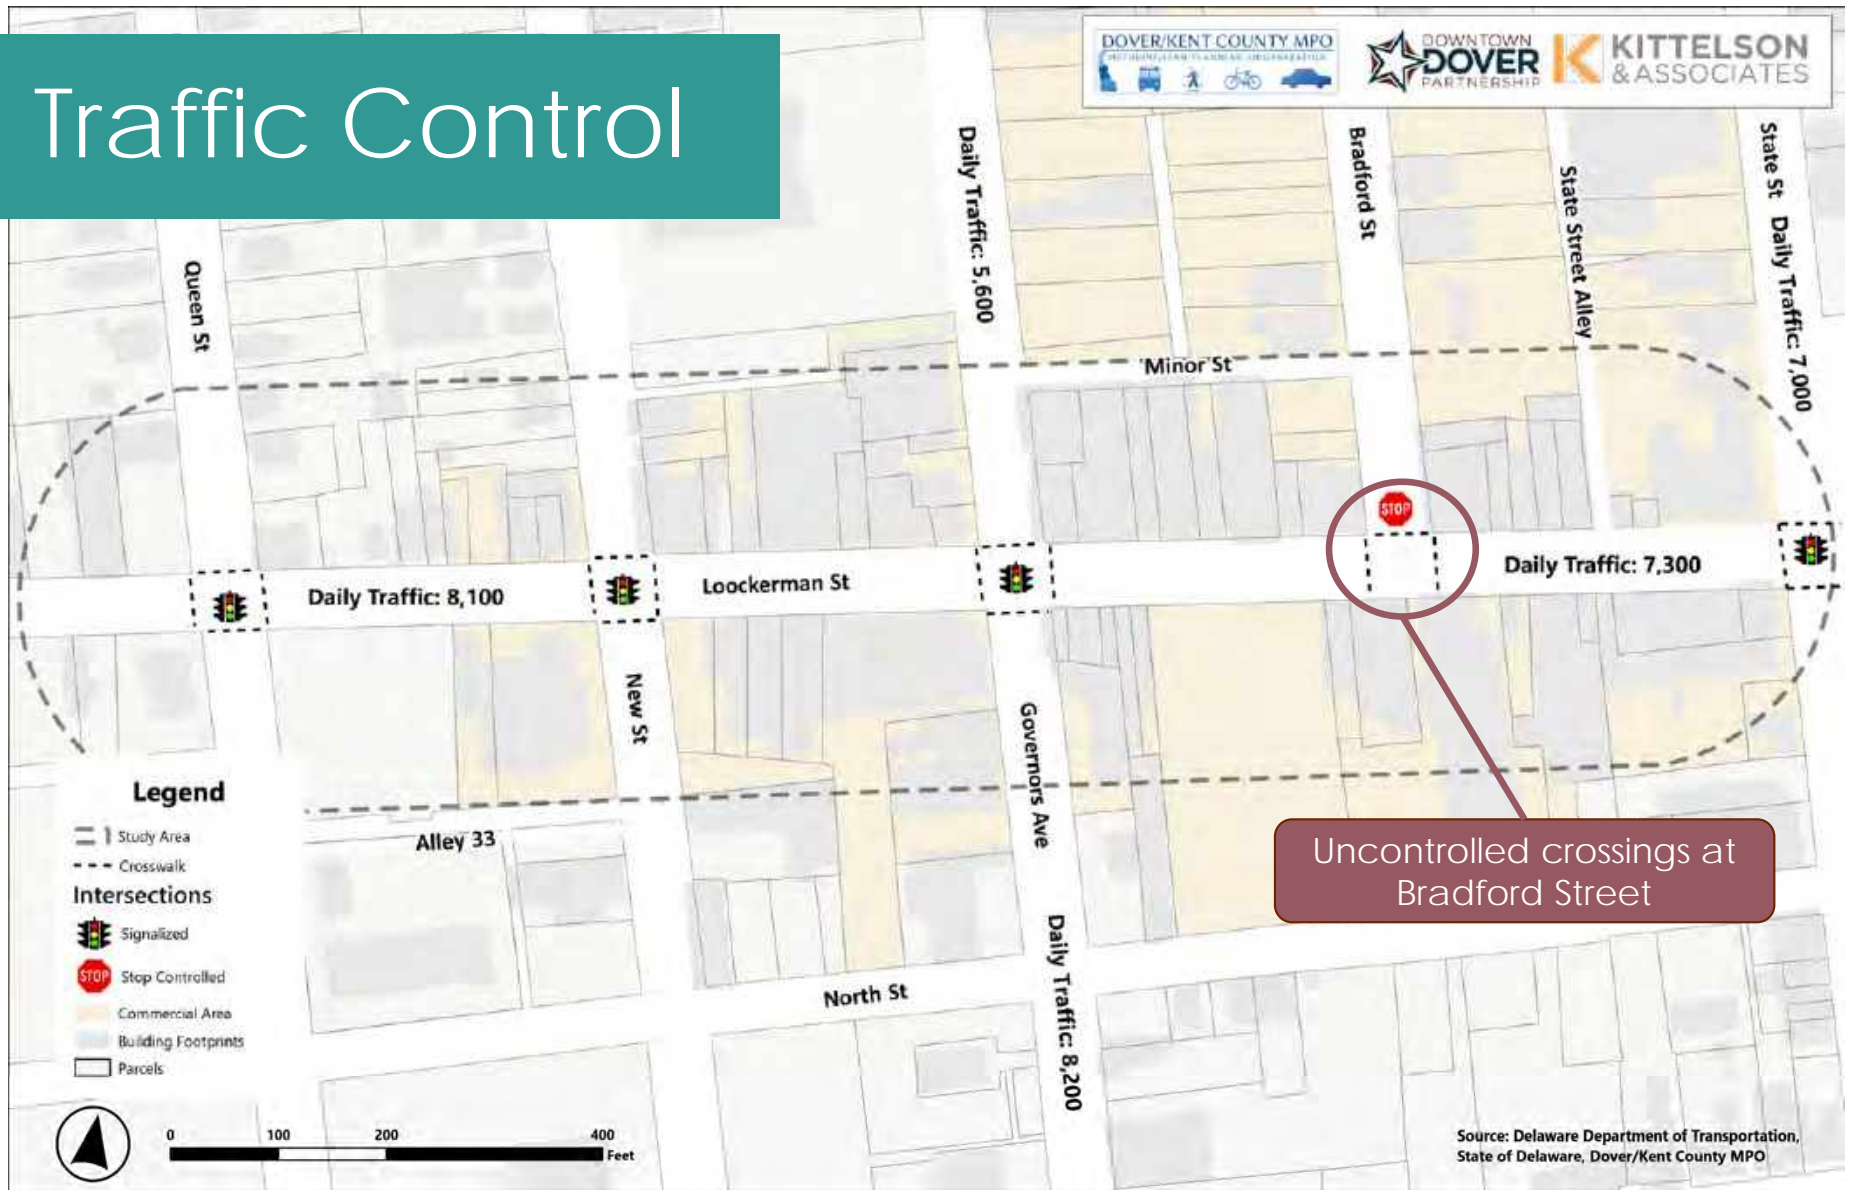 Traffic Control
DOVER/KENT COUNTY MPO
DOWNTOWN
DOVER
PARTNERSHIP
KITTELSON
& ASSOCIATES
Queen St
Daily Traffic: 5,600
Bradford St
State Street Alley
State St Daily Traffic: 7,000
Minor St
STOP
Daily Traffic: 8,100
Loockerman St
Daily Traffic: 7,300
New St
Governors Ave
Daily Traffic: 8,200
Alley 33
North St
Uncontrolled crossings at
Bradford Street
Legend
Study Area
Crosswalk
Intersections
Signalized
STOP Stop Controlled
Commercial Area
Building Footprints
Parcels
0 100 200 400
Feet
Source: Delaware Department of Transportation,
State of Delaware, Dover/Kent County MPO